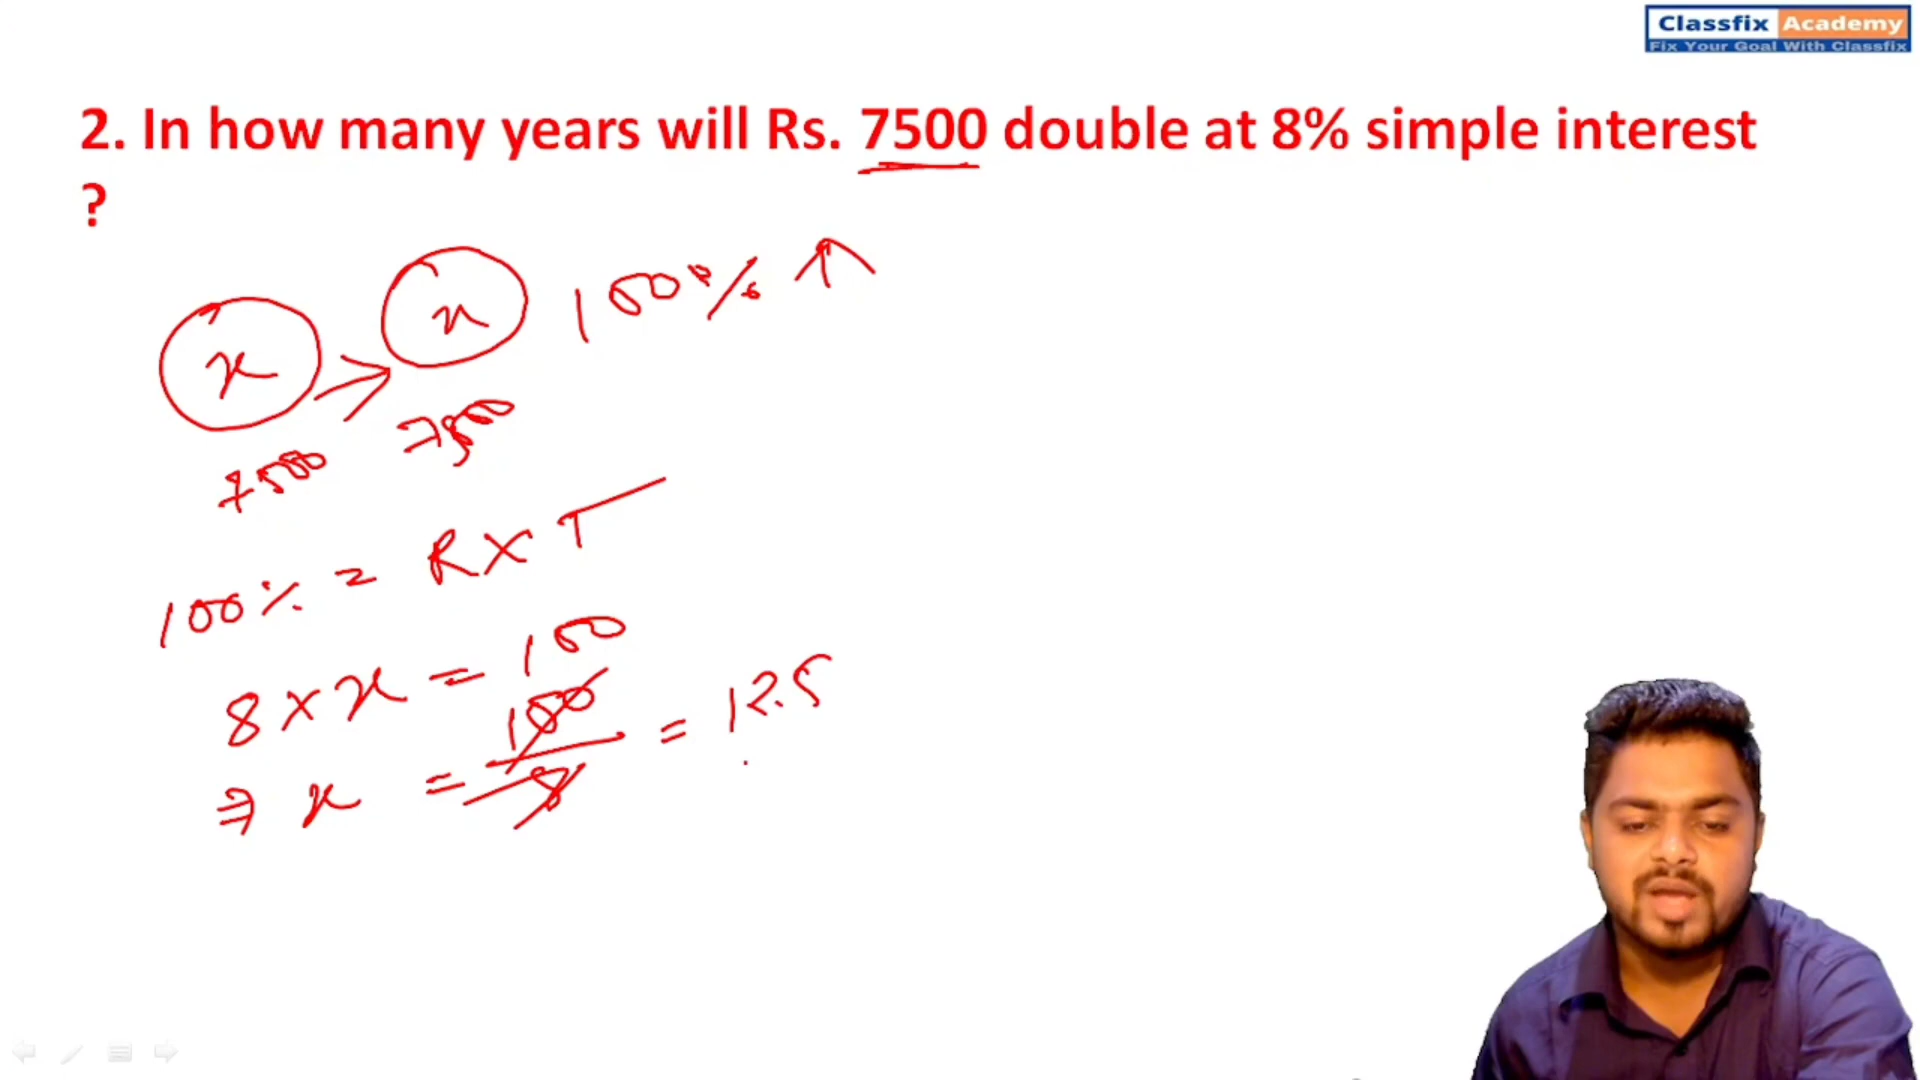 Classfix Academy
Fix Your Goal With Classfix
2. In how many years will Rs. 7500 double at 8% simple interest
?
x x 100% ↑
7500 7500
100% = R×T
8 × x = 100
⇒ x = 100/8 = 12.5